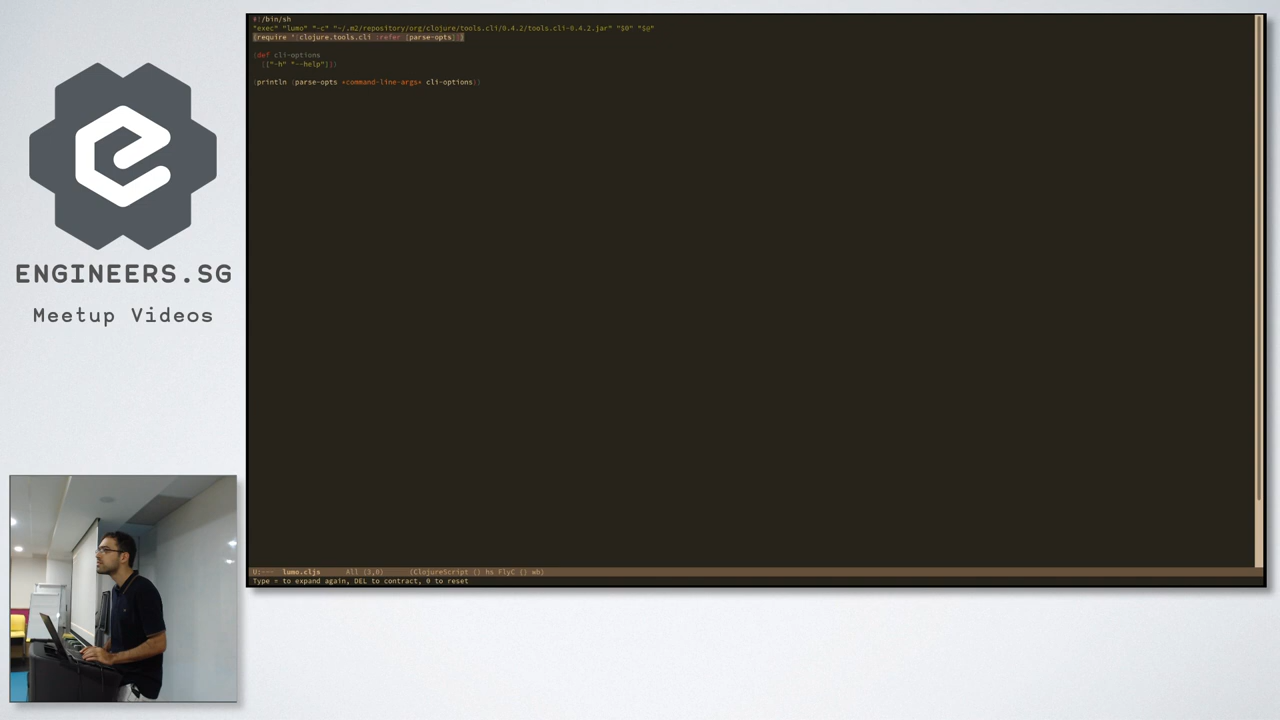 #!/bin/sh
"exec" "lumo" "-c" "~/.m2/repository/org/clojure/tools.cli/0.4.2/tools.cli-0.4.2.jar" "$0" "$@"
(require '[clojure.tools.cli :refer [parse-opts]])
(def cli-options
[["-h" "--help"]])
(println (parse-opts *command-line-args* cli-options))
ENGINEERS.SG
Meetup Videos
U:--- lumo.cljs All (3,0) (ClojureScript () hs FlyC () wb)
Type = to expand again, DEL to contract, 0 to reset